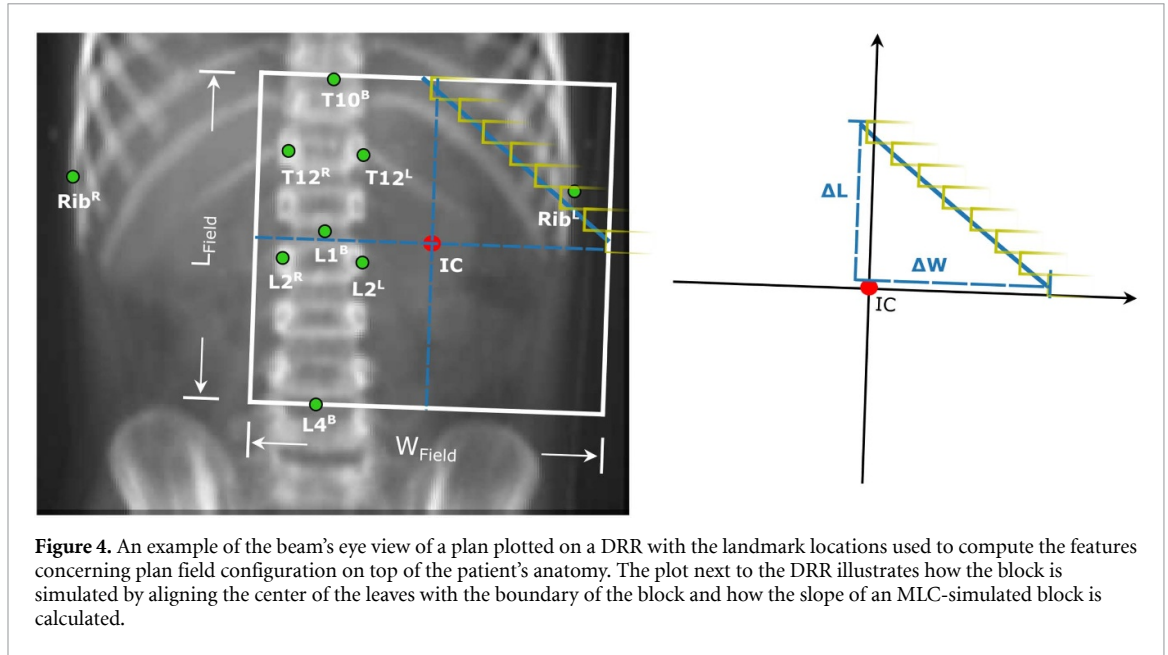 T10ᴮ
T12ᴿ
T12ᴸ
Ribᴿ
Ribᴸ
L_Field
L1ᴮ
IC
L2ᴿ
L2ᴸ
L4ᴮ
W_Field
ΔL
ΔW
IC
Figure 4. An example of the beam's eye view of a plan plotted on a DRR with the landmark locations used to compute the features
concerning plan field configuration on top of the patient's anatomy. The plot next to the DRR illustrates how the block is
simulated by aligning the center of the leaves with the boundary of the block and how the slope of an MLC-simulated block is
calculated.